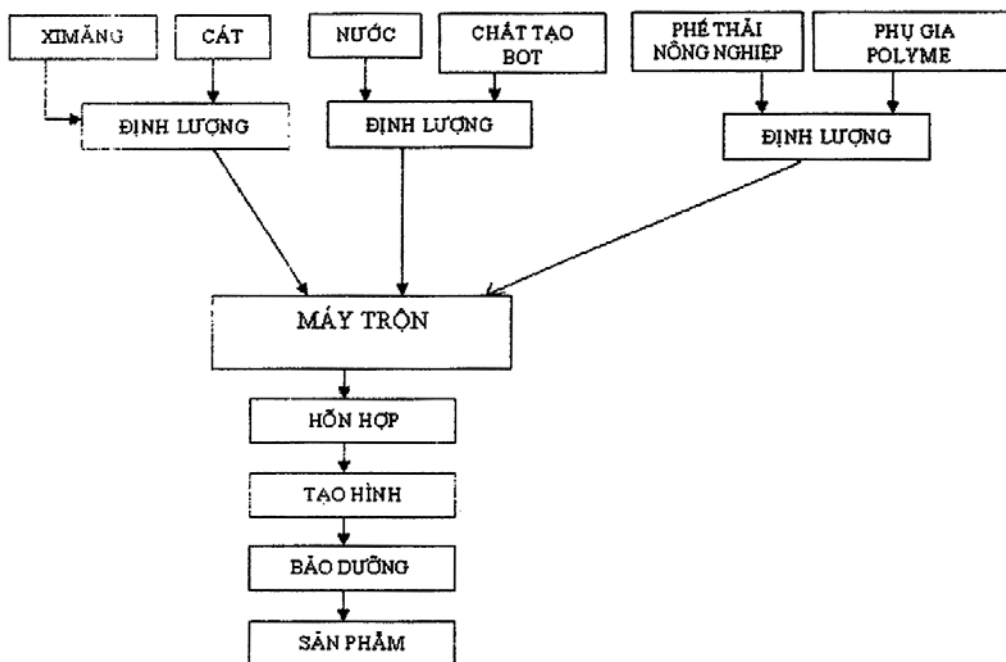 XIMĂNG
CÁT
NƯỚC
CHẤT TẠO
BOT
PHẾ THẢI
NÔNG NGHIỆP
PHỤ GIA
POLYME
ĐỊNH LƯỢNG
ĐỊNH LƯỢNG
ĐỊNH LƯỢNG
MÁY TRỘN
HỖN HỢP
TẠO HÌNH
BẢO DƯỠNG
SẢN PHẨM